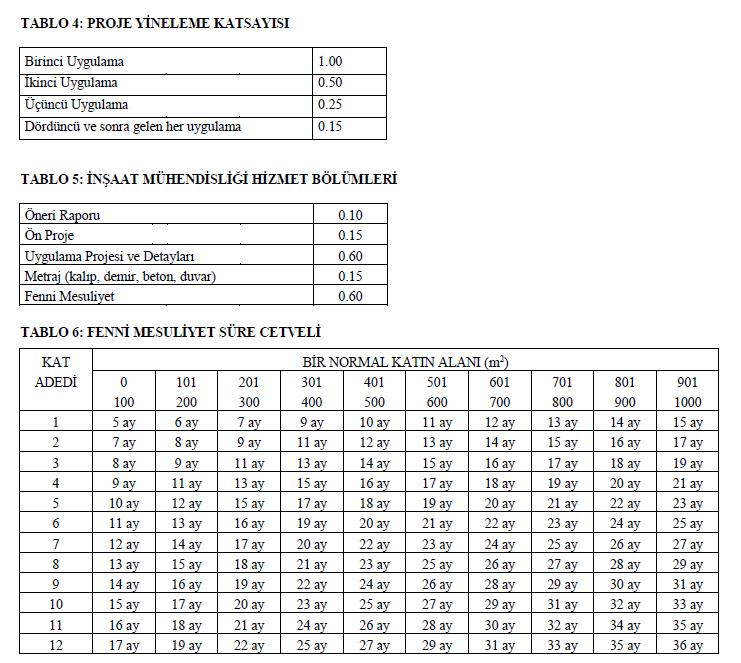 TABLO 4: PROJE YİNELEME KATSAYISI
Birinci Uygulama 1.00
İkinci Uygulama 0.50
Üçüncü Uygulama 0.25
Dördüncü ve sonra gelen her uygulama 0.15
TABLO 5: İNŞAAT MÜHENDİSLİĞİ HİZMET BÖLÜMLERİ
Öneri Raporu 0.10
Ön Proje 0.15
Uygulama Projesi ve Detayları 0.60
Metraj (kalıp, demir, beton, duvar) 0.15
Fenni Mesuliyet 0.60
TABLO 6: FENNİ MESULİYET SÜRE CETVELİ
KAT BİR NORMAL KATIN ALANI (m²)
ADEDİ 0 101 201 301 401 501 601 701 801 901
100 200 300 400 500 600 700 800 900 1000
1 5 ay 6 ay 7 ay 9 ay 10 ay 11 ay 12 ay 13 ay 14 ay 15 ay
2 7 ay 8 ay 9 ay 11 ay 12 ay 13 ay 14 ay 15 ay 16 ay 17 ay
3 8 ay 9 ay 11 ay 13 ay 14 ay 15 ay 16 ay 17 ay 18 ay 19 ay
4 9 ay 11 ay 13 ay 15 ay 16 ay 17 ay 18 ay 19 ay 20 ay 21 ay
5 10 ay 12 ay 15 ay 17 ay 18 ay 19 ay 20 ay 21 ay 22 ay 23 ay
6 11 ay 13 ay 16 ay 19 ay 20 ay 21 ay 22 ay 23 ay 24 ay 25 ay
7 12 ay 14 ay 17 ay 20 ay 22 ay 23 ay 24 ay 25 ay 26 ay 27 ay
8 13 ay 15 ay 18 ay 21 ay 23 ay 25 ay 26 ay 27 ay 28 ay 29 ay
9 14 ay 16 ay 19 ay 22 ay 24 ay 26 ay 28 ay 29 ay 30 ay 31 ay
10 15 ay 17 ay 20 ay 23 ay 25 ay 27 ay 29 ay 31 ay 32 ay 33 ay
11 16 ay 18 ay 21 ay 24 ay 26 ay 28 ay 30 ay 32 ay 34 ay 35 ay
12 17 ay 19 ay 22 ay 25 ay 27 ay 29 ay 31 ay 33 ay 35 ay 36 ay